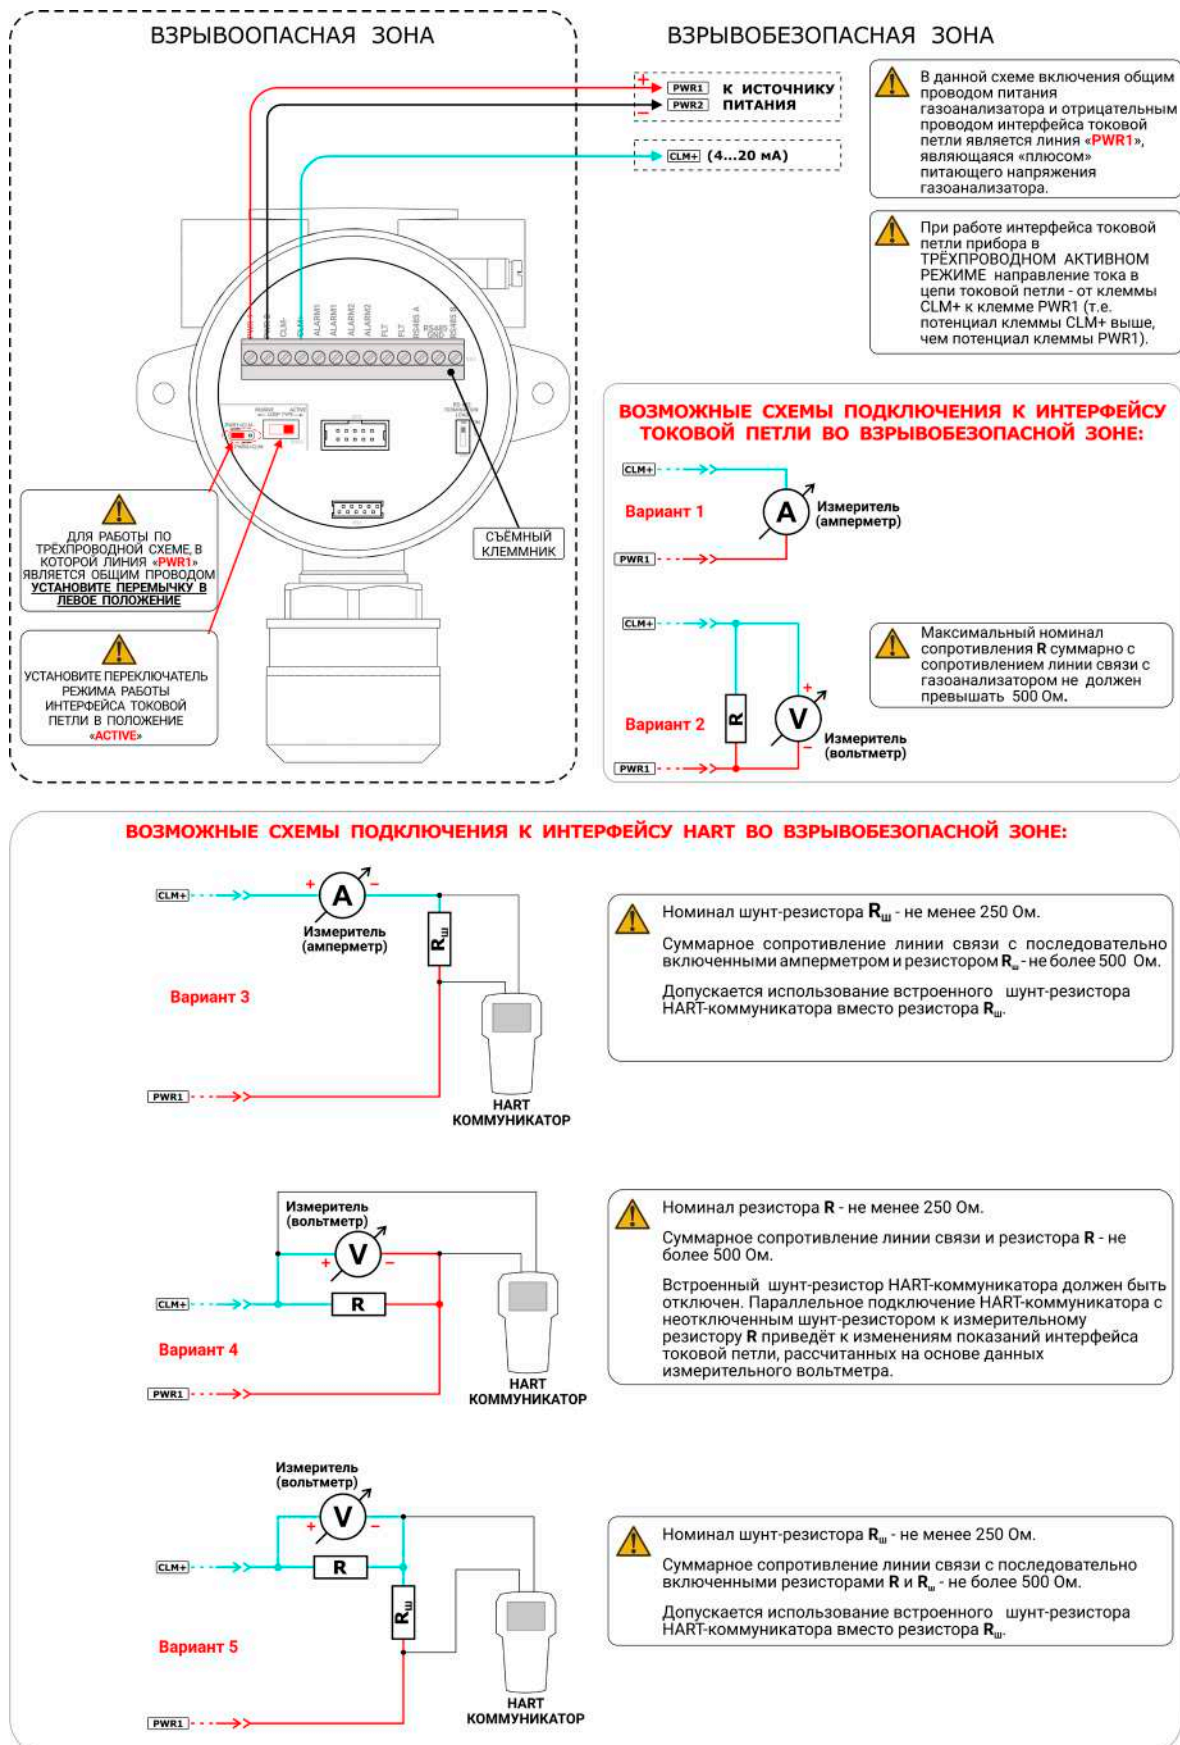 ВЗРЫВООПАСНАЯ ЗОНА
ВЗРЫВОБЕЗОПАСНАЯ ЗОНА
+ PWR1 К ИСТОЧНИКУ
− PWR2 ПИТАНИЯ
CLM+ (4...20 мА)
В данной схеме включения общим
проводом питания
газоанализатора и отрицательным
проводом интерфейса токовой
петли является линия «PWR1»,
являющаяся «плюсом»
питающего напряжения
газоанализатора.
При работе интерфейса токовой
петли прибора в
ТРЁХПРОВОДНОМ АКТИВНОМ
РЕЖИМЕ направление тока в
цепи токовой петли - от клеммы
CLM+ к клемме PWR1 (т.е.
потенциал клеммы CLM+ выше,
чем потенциал клеммы PWR1).
PWR 1
PWR 2
CLM-
CLM+
ALARM1
ALARM1
ALARM2
ALARM2
FLT
FLT
RS485 A
RS485 GND
RS485 B
PASSIVE ACTIVE
LOOP TYPE
СЪЁМНЫЙ
КЛЕММНИК
ДЛЯ РАБОТЫ ПО
ТРЁХПРОВОДНОЙ СХЕМЕ, В
КОТОРОЙ ЛИНИЯ «PWR1»
ЯВЛЯЕТСЯ ОБЩИМ ПРОВОДОМ
УСТАНОВИТЕ ПЕРЕМЫЧКУ В
ЛЕВОЕ ПОЛОЖЕНИЕ
УСТАНОВИТЕ ПЕРЕКЛЮЧАТЕЛЬ
РЕЖИМА РАБОТЫ
ИНТЕРФЕЙСА ТОКОВОЙ
ПЕТЛИ В ПОЛОЖЕНИЕ
«ACTIVE»
ВОЗМОЖНЫЕ СХЕМЫ ПОДКЛЮЧЕНИЯ К ИНТЕРФЕЙСУ
ТОКОВОЙ ПЕТЛИ ВО ВЗРЫВОБЕЗОПАСНОЙ ЗОНЕ:
CLM+
Вариант 1
A
Измеритель
(амперметр)
PWR1
CLM+
Вариант 2
R
+
V
−
Измеритель
(вольтметр)
PWR1
Максимальный номинал
сопротивления R суммарно с
сопротивлением линии связи с
газоанализатором не должен
превышать 500 Ом.
ВОЗМОЖНЫЕ СХЕМЫ ПОДКЛЮЧЕНИЯ К ИНТЕРФЕЙСУ HART ВО ВЗРЫВОБЕЗОПАСНОЙ ЗОНЕ:
CLM+
+ A −
Измеритель
(амперметр)
Rш
Вариант 3
PWR1
HART
КОММУНИКАТОР
Номинал шунт-резистора Rш - не менее 250 Ом.
Суммарное сопротивление линии связи с последовательно
включенными амперметром и резистором Rш - не более 500 Ом.
Допускается использование встроенного шунт-резистора
HART-коммуникатора вместо резистора Rш.
Измеритель
(вольтметр)
+ V −
CLM+
R
Вариант 4
PWR1
HART
КОММУНИКАТОР
Номинал резистора R - не менее 250 Ом.
Суммарное сопротивление линии связи и резистора R - не
более 500 Ом.
Встроенный шунт-резистор HART-коммуникатора должен быть
отключен. Параллельное подключение HART-коммуникатора с
неотключенным шунт-резистором к измерительному
резистору R приведёт к изменениям показаний интерфейса
токовой петли, рассчитанных на основе данных
измерительного вольтметра.
Измеритель
(вольтметр)
+ V −
CLM+
R
Rш
Вариант 5
PWR1
HART
КОММУНИКАТОР
Номинал шунт-резистора Rш - не менее 250 Ом.
Суммарное сопротивление линии связи с последовательно
включенными резисторами R и Rш - не более 500 Ом.
Допускается использование встроенного шунт-резистора
HART-коммуникатора вместо резистора Rш.